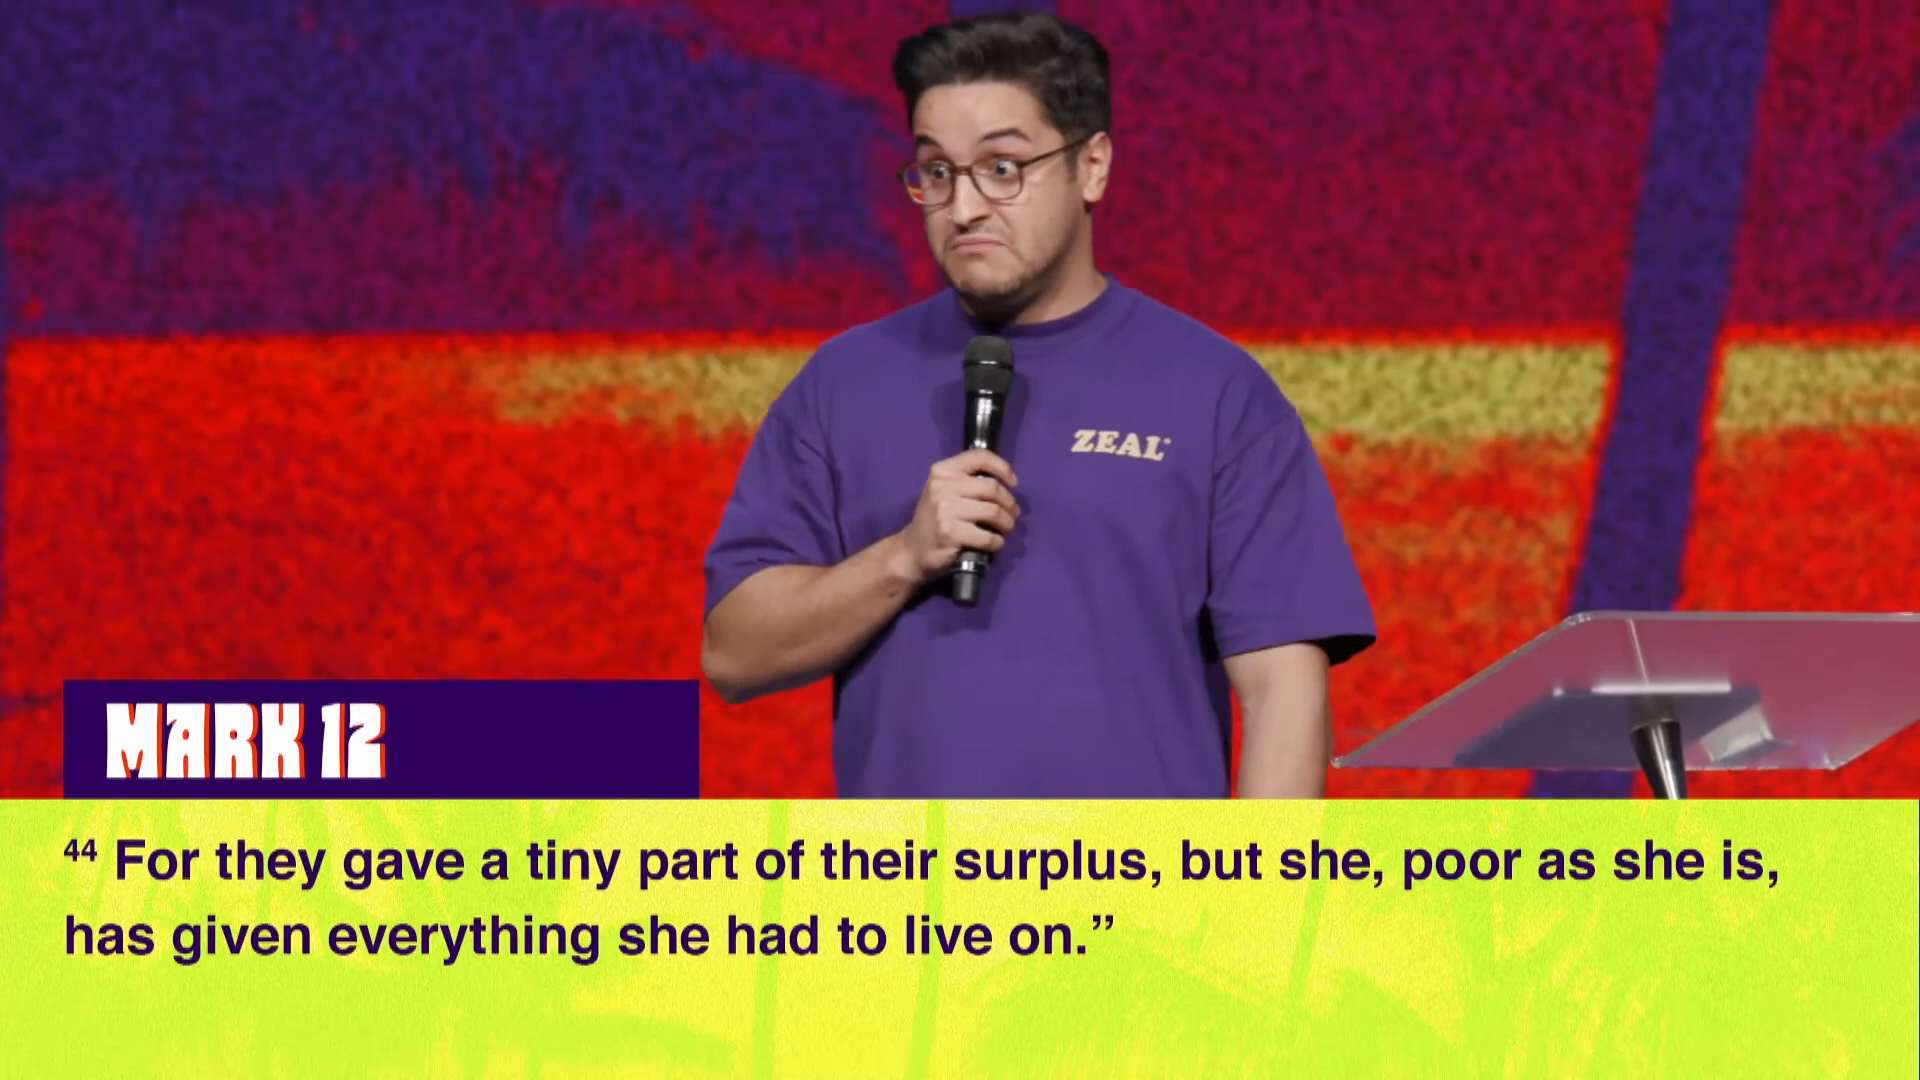 ZEAL
MARK 12
44 For they gave a tiny part of their surplus, but she, poor as she is,
has given everything she had to live on.”